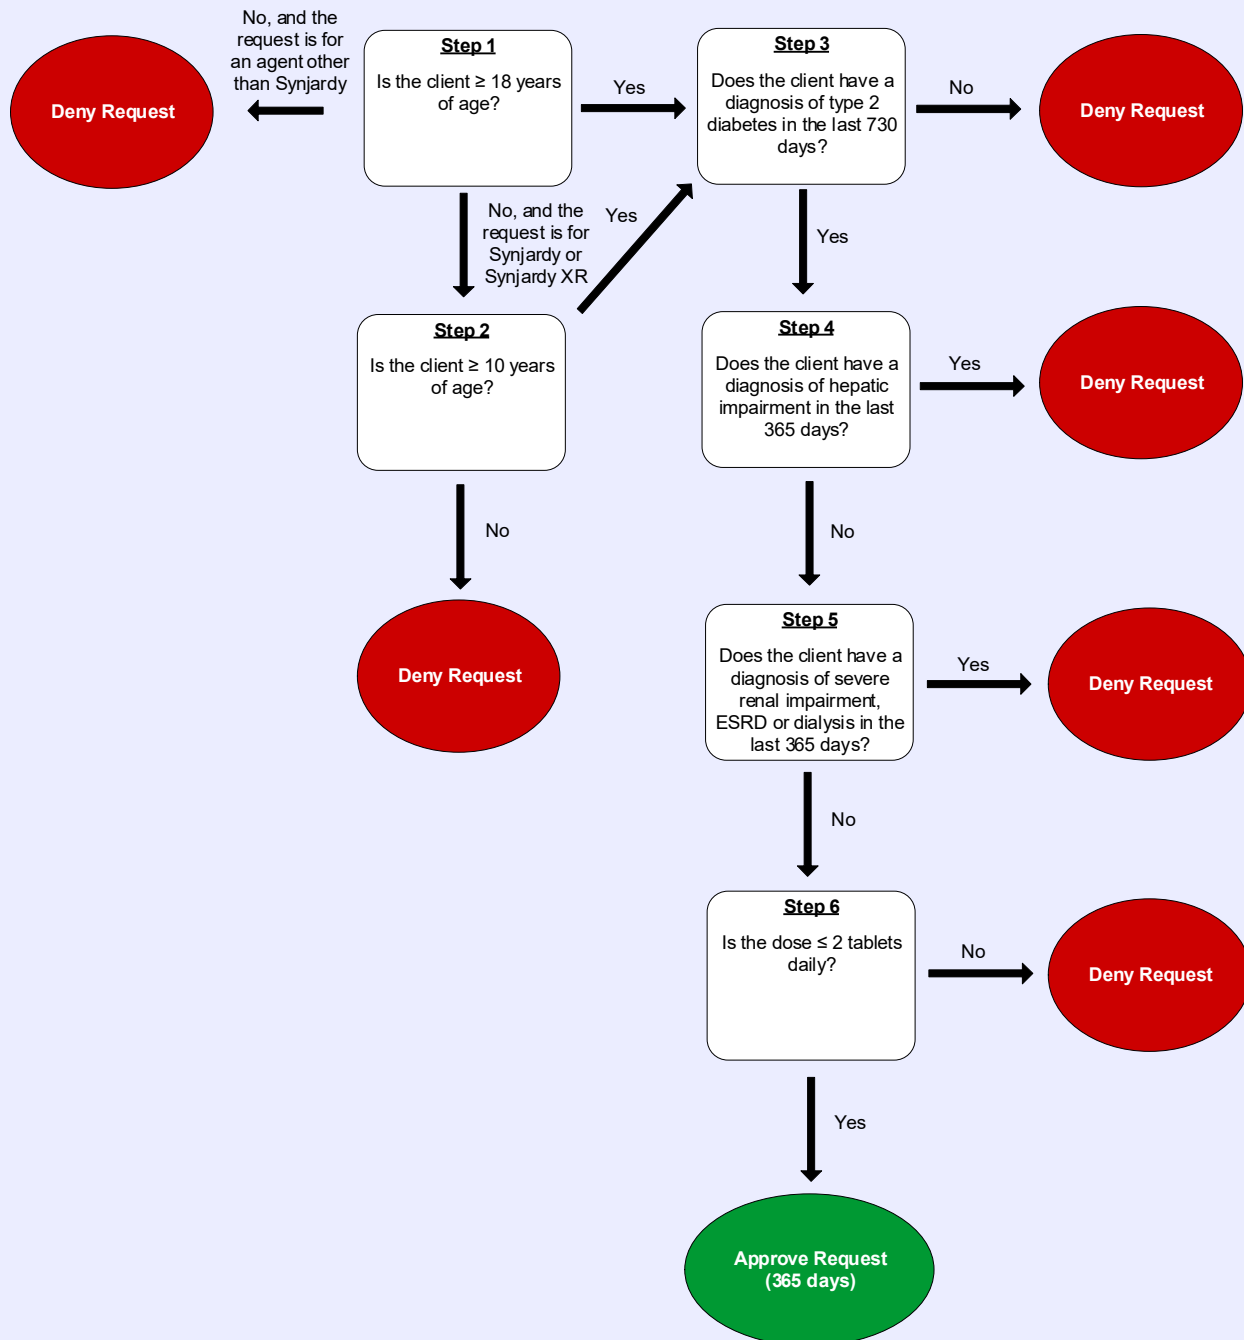 No, and the
request is for
an agent other
than Synjardy
Deny Request
Step 1
Is the client ≥ 18 years
of age?
Yes
Step 3
Does the client have a
diagnosis of type 2
diabetes in the last 730
days?
No
Deny Request
No, and the
request is for
Synjardy or
Synjardy XR
Yes
Yes
Step 2
Is the client ≥ 10 years
of age?
Step 4
Does the client have a
diagnosis of hepatic
impairment in the last
365 days?
Yes
Deny Request
No
No
Deny Request
Step 5
Does the client have a
diagnosis of severe
renal impairment,
ESRD or dialysis in the
last 365 days?
Yes
Deny Request
No
Step 6
Is the dose ≤ 2 tablets
daily?
No
Deny Request
Yes
Approve Request
(365 days)